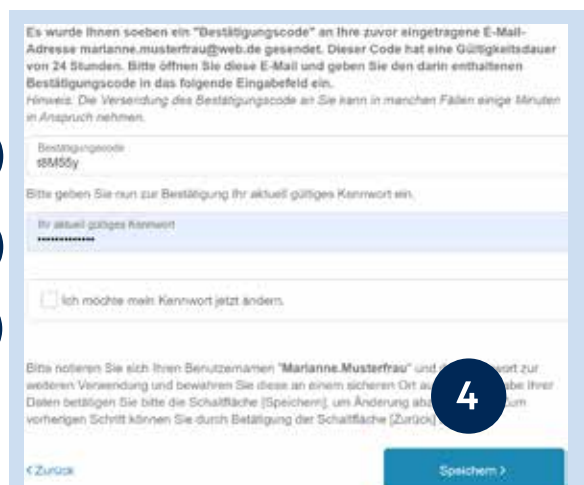 Es wurde Ihnen soeben ein "Bestätigungscode" an Ihre zuvor eingetragene E-Mail-
Adresse marianne.musterfrau@web.de gesendet. Dieser Code hat eine Gültigkeitsdauer
von 24 Stunden. Bitte öffnen Sie diese E-Mail und geben Sie den darin enthaltenen
Bestätigungscode in das folgende Eingabefeld ein.
Hinweis: Die Versendung des Bestätigungscode an Sie kann in manchen Fällen einige Minuten
in Anspruch nehmen.
Bestätigungscode
t8M55y
Bitte geben Sie nun zur Bestätigung Ihr aktuell gültiges Kennwort ein.
Ihr aktuell gültiges Kennwort
Ich möchte mein Kennwort jetzt ändern.
Bitte notieren Sie sich Ihren Benutzernamen "Marianne.Musterfrau" und zur
weiteren Verwendung und bewahren Sie diese an einem sicheren Ort Ihrer
Daten betätigen Sie bitte die Schaltfläche [Speichern], um Änderung
vorherigen Schritt können Sie durch Betätigung der Schaltfläche [Zurück]
4
< Zurück
Speichern >